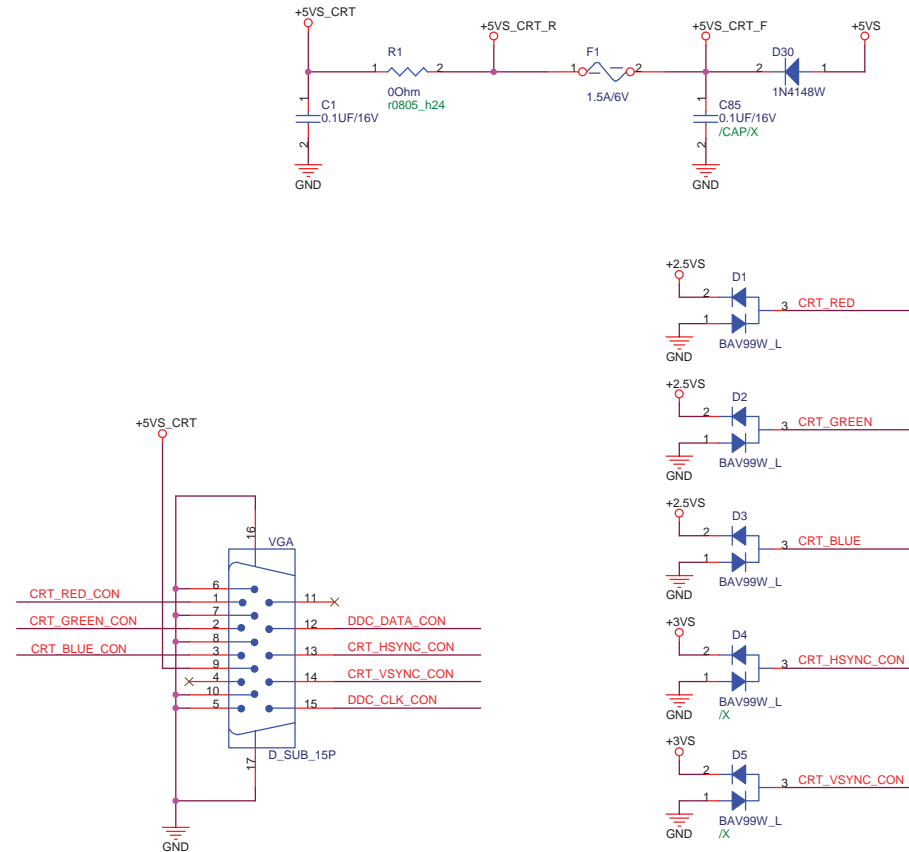 +5VS_CRT
+5VS_CRT_R
+5VS_CRT_F
+5VS
R1
F1
D30
1
2
1
2
2
1
0Ohm
r0805_h24
1.5A/6V
1N4148W
1
C1
0.1UF/16V
2
GND
1
C85
0.1UF/16V
/CAP/X
2
GND
+2.5VS
D1
2
3
CRT_RED
1
GND
BAV99W_L
+2.5VS
D2
2
3
CRT_GREEN
1
GND
BAV99W_L
+2.5VS
D3
2
3
CRT_BLUE
1
GND
BAV99W_L
+3VS
D4
2
3
CRT_HSYNC_CON
1
GND
BAV99W_L
/X
+3VS
D5
2
3
CRT_VSYNC_CON
1
GND
BAV99W_L
/X
+5VS_CRT
16
VGA
6
CRT_RED_CON
1
11
7
CRT_GREEN_CON
2
12
DDC_DATA_CON
8
CRT_BLUE_CON
3
13
CRT_HSYNC_CON
9
4
14
CRT_VSYNC_CON
10
5
15
DDC_CLK_CON
17
D_SUB_15P
GND